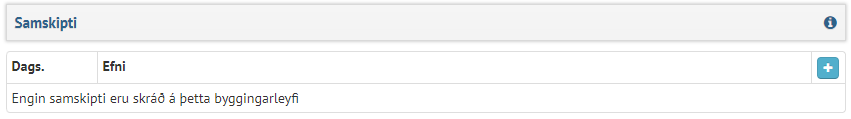 Samskipti
Dags. Efni
Engin samskipti eru skráð á þetta byggingarleyfi